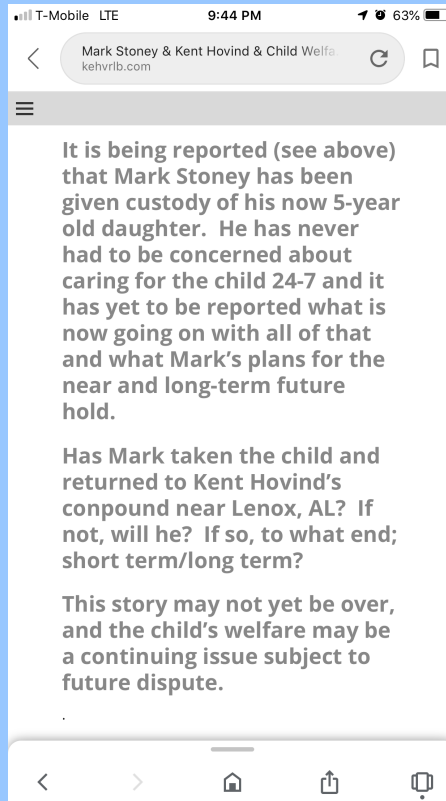 T-Mobile LTE 9:44 PM 63%
Mark Stoney & Kent Hovind & Child Welfa
kehvrlb.com
It is being reported (see above)
that Mark Stoney has been
given custody of his now 5-year
old daughter. He has never
had to be concerned about
caring for the child 24-7 and it
has yet to be reported what is
now going on with all of that
and what Mark's plans for the
near and long-term future
hold.
Has Mark taken the child and
returned to Kent Hovind's
conpound near Lenox, AL? If
not, will he? If so, to what end;
short term/long term?
This story may not yet be over,
and the child's welfare may be
a continuing issue subject to
future dispute.
.